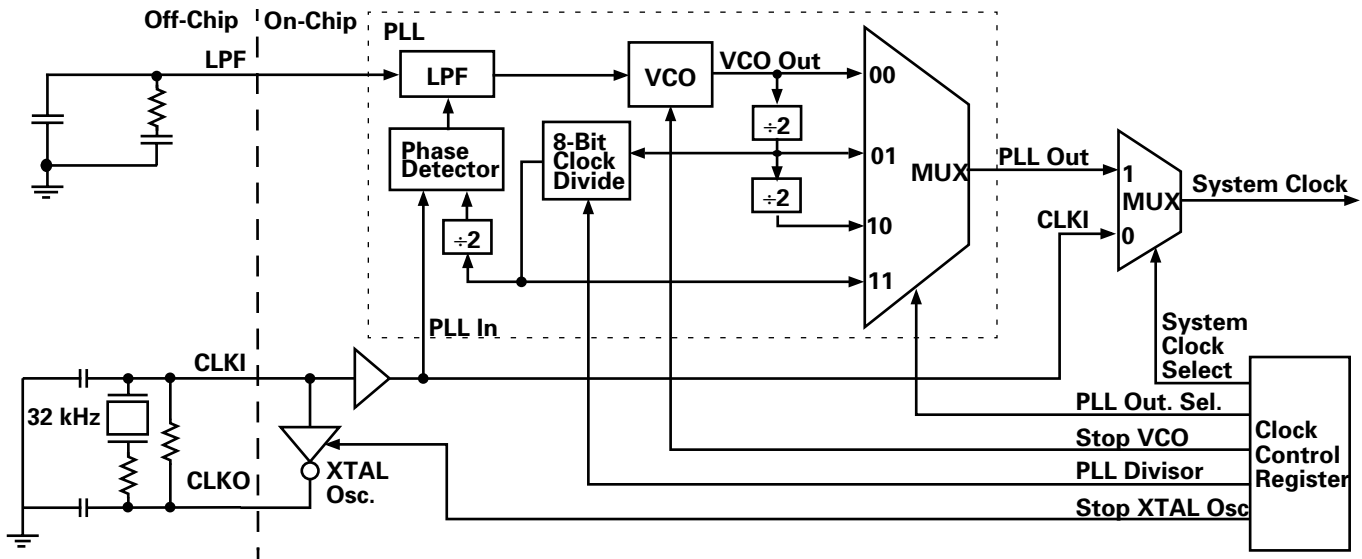 Off-Chip
On-Chip
PLL
LPF
LPF
VCO
VCO Out
00
÷2
Phase
Detector
8-Bit
Clock
Divide
01
MUX
÷2
÷2
10
11
PLL Out
CLKI
1
MUX
0
System Clock
PLL In
System
Clock
Select
CLKI
32 kHz
CLKO
XTAL
Osc.
PLL Out. Sel.
Stop VCO
PLL Divisor
Stop XTAL Osc
Clock
Control
Register